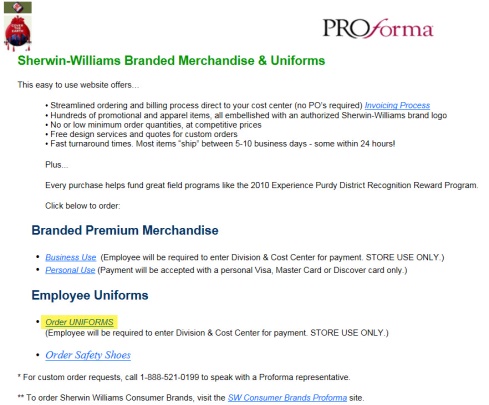 COVER THE EARTH
PROforma
Sherwin-Williams Branded Merchandise & Uniforms
This easy to use website offers...
• Streamlined ordering and billing process direct to your cost center (no PO's required) Invoicing Process
• Hundreds of promotional and apparel items, all embellished with an authorized Sherwin-Williams brand logo
• No or low minimum order quantities, at competitive prices
• Free design services and quotes for custom orders
• Fast turnaround times. Most items "ship" between 5-10 business days - some within 24 hours!
Plus...
Every purchase helps fund great field programs like the 2010 Experience Purdy District Recognition Reward Program.
Click below to order:
Branded Premium Merchandise
• Business Use (Employee will be required to enter Division & Cost Center for payment. STORE USE ONLY.)
• Personal Use (Payment will be accepted with a personal Visa, Master Card or Discover card only.)
Employee Uniforms
• Order UNIFORMS
(Employee will be required to enter Division & Cost Center for payment. STORE USE ONLY.)
• Order Safety Shoes
* For custom order requests, call 1-888-521-0199 to speak with a Proforma representative.
** To order Sherwin Williams Consumer Brands, visit the SW Consumer Brands Proforma site.